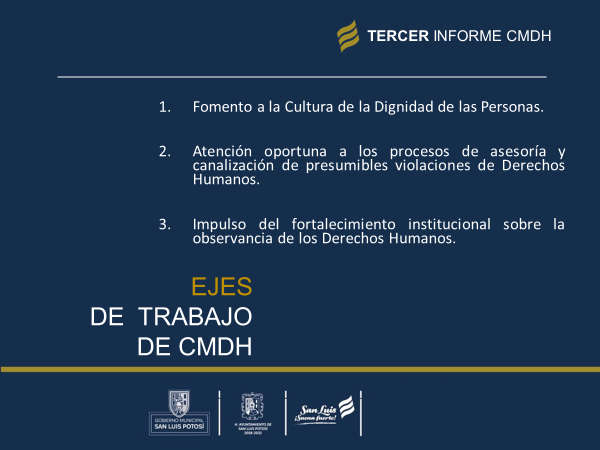 TERCER INFORME CMDH
1. Fomento a la Cultura de la Dignidad de las Personas.
2. Atención oportuna a los procesos de asesoría y
canalización de presumibles violaciones de Derechos
Humanos.
3. Impulso del fortalecimiento institucional sobre la
observancia de los Derechos Humanos.
EJES
DE TRABAJO
DE CMDH
GOBIERNO MUNICIPAL
SAN LUIS POTOSÍ
H. AYUNTAMIENTO DE
SAN LUIS POTOSÍ
2018-2021
San Luis
¡Suena fuerte!